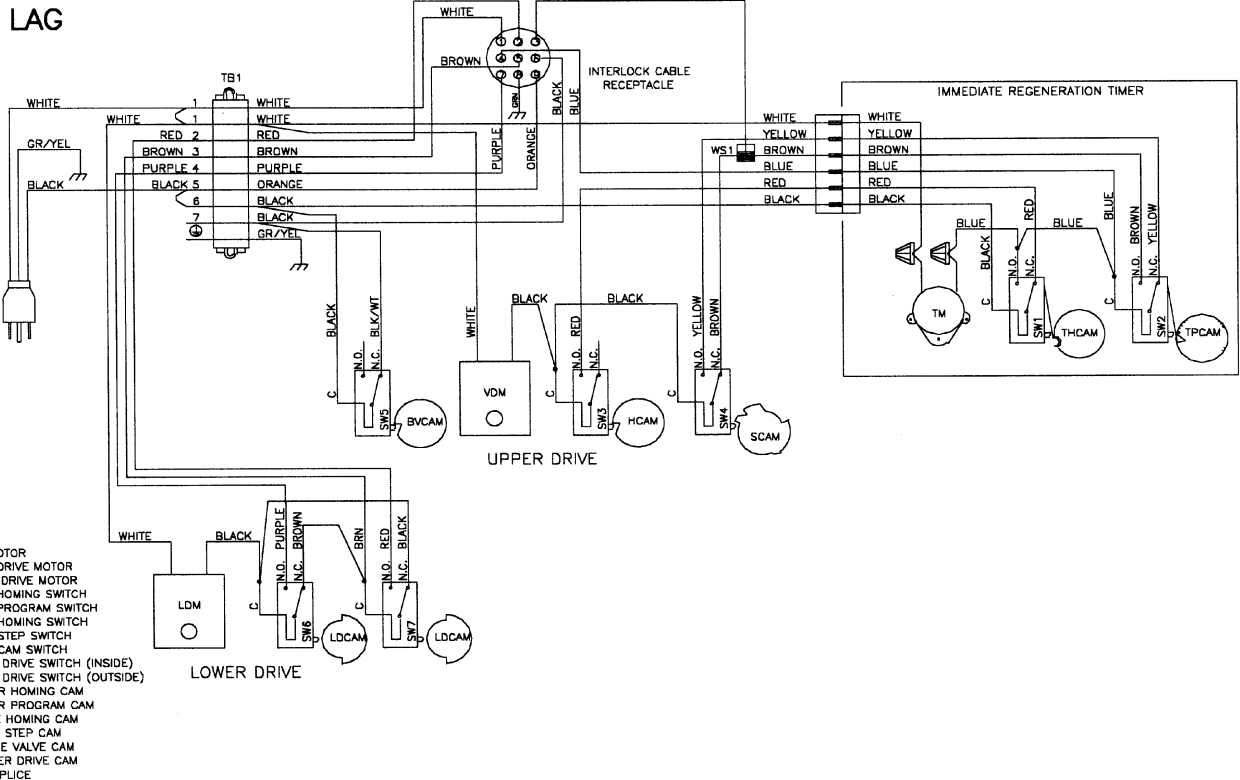 LAG
WHITE
INTERLOCK CABLE
RECEPTACLE
BROWN
BLACK
BLUE
GRN
PURPLE
ORANGE
TB1
WHITE
WHITE
GR/YEL
BLACK
1 WHITE
1 WHITE
RED 2 RED
BROWN 3 BROWN
PURPLE 4 PURPLE
BLACK 5 ORANGE
6 BLACK
7 BLACK
GR/YEL
WS1
WHITE
YELLOW
BROWN
BLUE
RED
BLACK
IMMEDIATE REGENERATION TIMER
WHITE
YELLOW
BROWN
BLUE
RED
BLACK
BLUE
BLACK
N.O.
RED
N.C.
BLUE
BLUE
BROWN
YELLOW
N.O.
N.C.
C
C
TM
SW1
THCAM
SW2
TPCAM
BLACK
BLK/WT
N.O.
N.C.
C
SW5
BVCAM
WHITE
BLACK
BLACK
RED
N.O.
N.C.
YELLOW
BROWN
N.O.
N.C.
VDM
C
SW3
HCAM
C
SW4
SCAM
UPPER DRIVE
WHITE
BLACK
PURPLE
BROWN
N.O.
N.C.
BRN
RED
BLACK
N.O.
N.C.
LDM
C
SW6
LDCAM
C
SW7
LDCAM
LOWER DRIVE
OTOR
DRIVE MOTOR
DRIVE MOTOR
HOMING SWITCH
PROGRAM SWITCH
HOMING SWITCH
STEP SWITCH
CAM SWITCH
DRIVE SWITCH (INSIDE)
DRIVE SWITCH (OUTSIDE)
R HOMING CAM
R PROGRAM CAM
E HOMING CAM
STEP CAM
E VALVE CAM
ER DRIVE CAM
PLICE